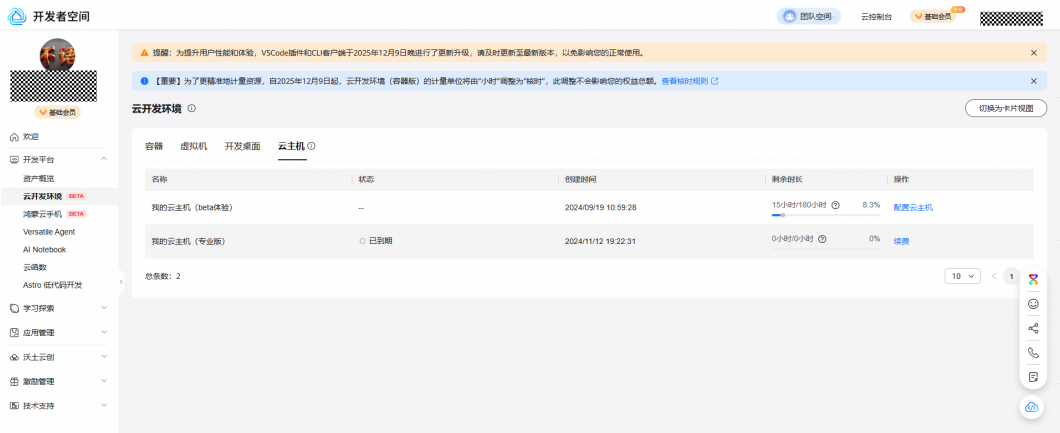 开发者空间
团队空间
云控制台
基础会员
升级
不语
基础会员
提醒：为提升用户性能和体验，VSCode插件和CLI客户端于2025年12月9日晚进行了更新升级，请及时更新至最新版本，以免影响您的正常使用。
【重要】为了更精准地计量资源，自2025年12月9日起，云开发环境（容器版）的计量单位将由“小时”调整为“核时”，此调整不会影响您的权益总额。查看核时规则
云开发环境
切换为卡片视图
欢迎
开发平台
资产概览
云开发环境 BETA
鸿蒙云手机 BETA
Versatile Agent
AI Notebook
云函数
Astro 低代码开发
学习探索
应用管理
沃土云创
激励管理
技术支持
容器 虚拟机 开发桌面 云主机
名称 状态 创建时间 剩余时长 操作
我的云主机（beta体验） -- 2024/09/19 10:59:28 15小时/180小时 8.3% 配置云主机
我的云主机（专业版） 已到期 2024/11/12 19:22:31 0小时/0小时 0% 续费
总条数：2
10
1